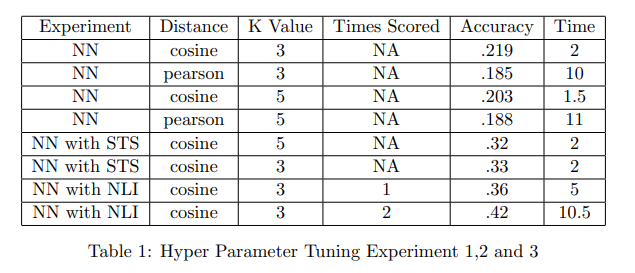 Experiment Distance K Value Times Scored Accuracy Time
NN cosine 3 NA .219 2
NN pearson 3 NA .185 10
NN cosine 5 NA .203 1.5
NN pearson 5 NA .188 11
NN with STS cosine 5 NA .32 2
NN with STS cosine 3 NA .33 2
NN with NLI cosine 3 1 .36 5
NN with NLI cosine 3 2 .42 10.5
Table 1: Hyper Parameter Tuning Experiment 1,2 and 3